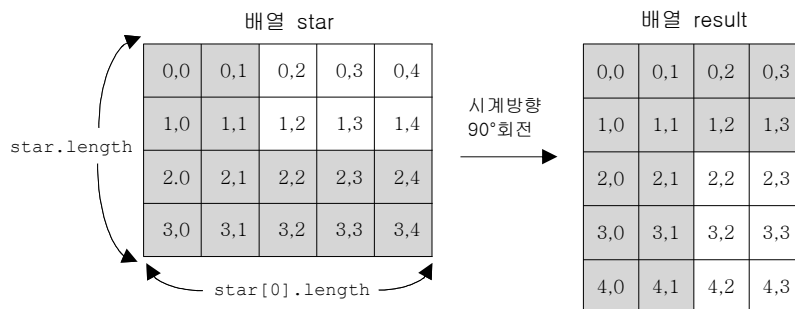 배열 star
0,0 0,1 0,2 0,3 0,4
1,0 1,1 1,2 1,3 1,4
2.0 2,1 2,2 2,3 2,4
3,0 3,1 3,2 3,3 3,4
star.length
star[0].length
시계방향
90°회전
배열 result
0,0 0,1 0,2 0,3
1,0 1,1 1,2 1,3
2,0 2,1 2,2 2,3
3,0 3,1 3,2 3,3
4,0 4,1 4,2 4,3